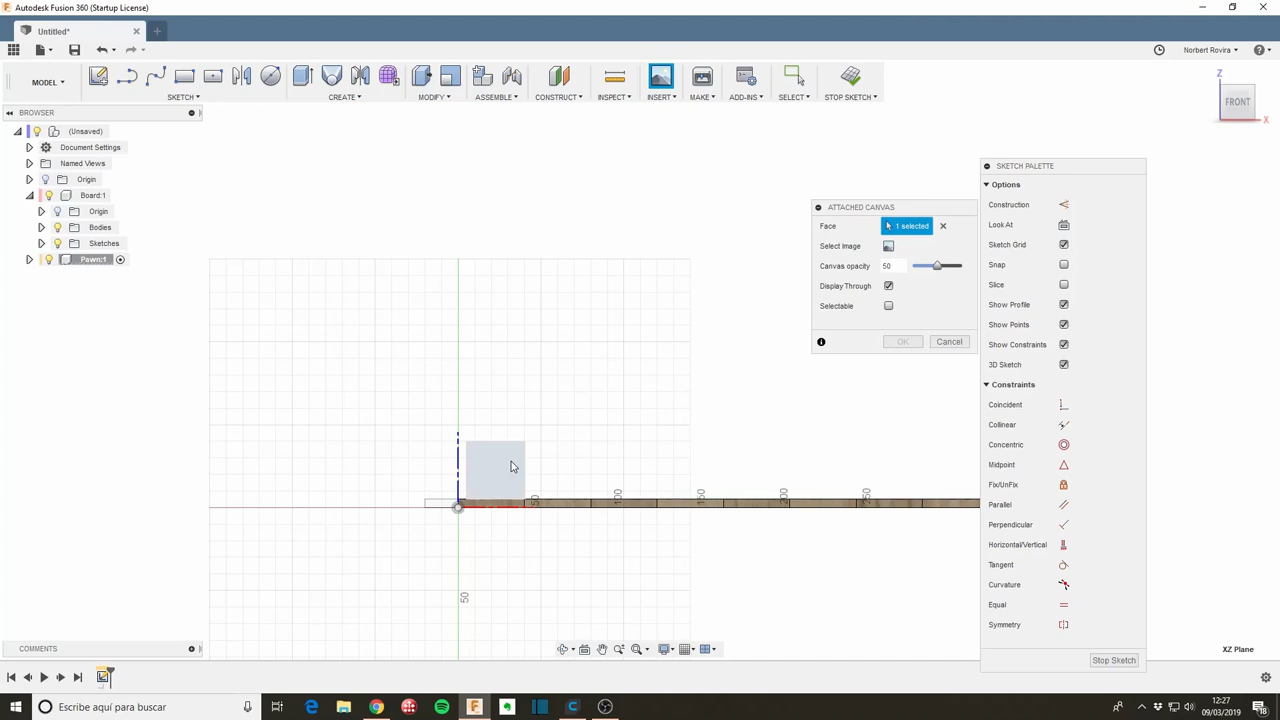 Autodesk Fusion 360 (Startup License)
Untitled*
Norbert Rovira
MODEL
SKETCH
CREATE
MODIFY
ASSEMBLE
CONSTRUCT
INSPECT
INSERT
MAKE
ADD-INS
SELECT
STOP SKETCH
BROWSER
(Unsaved)
Document Settings
Named Views
Origin
Board:1
Origin
Bodies
Sketches
Pawn:1
Z
FRONT
X
ATTACHED CANVAS
Face
1 selected
Select Image
Canvas opacity
50
Display Through
Selectable
OK
Cancel
SKETCH PALETTE
Options
Construction
Look At
Sketch Grid
Snap
Slice
Show Profile
Show Points
Show Constraints
3D Sketch
Constraints
Coincident
Collinear
Concentric
Midpoint
Fix/UnFix
Parallel
Perpendicular
Horizontal/Vertical
Tangent
Curvature
Equal
Symmetry
Stop Sketch
50
100
150
200
250
50
XZ Plane
COMMENTS
Escribe aquí para buscar
12:27
09/03/2019
18